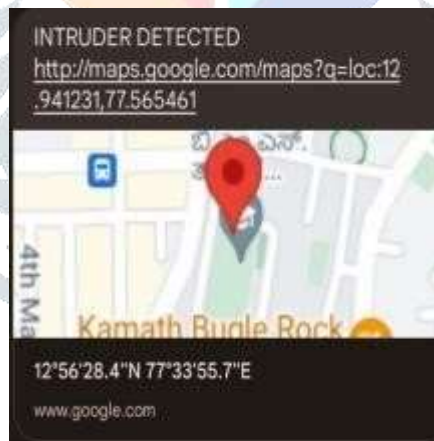 INTRUDER DETECTED
http://maps.google.com/maps?q=loc:12
.941231,77.565461
ಬಿ ಎಂ ಎಸ್.
4th Ma
Kamath Bugle Rock
12°56'28.4"N 77°33'55.7"E
www.google.com